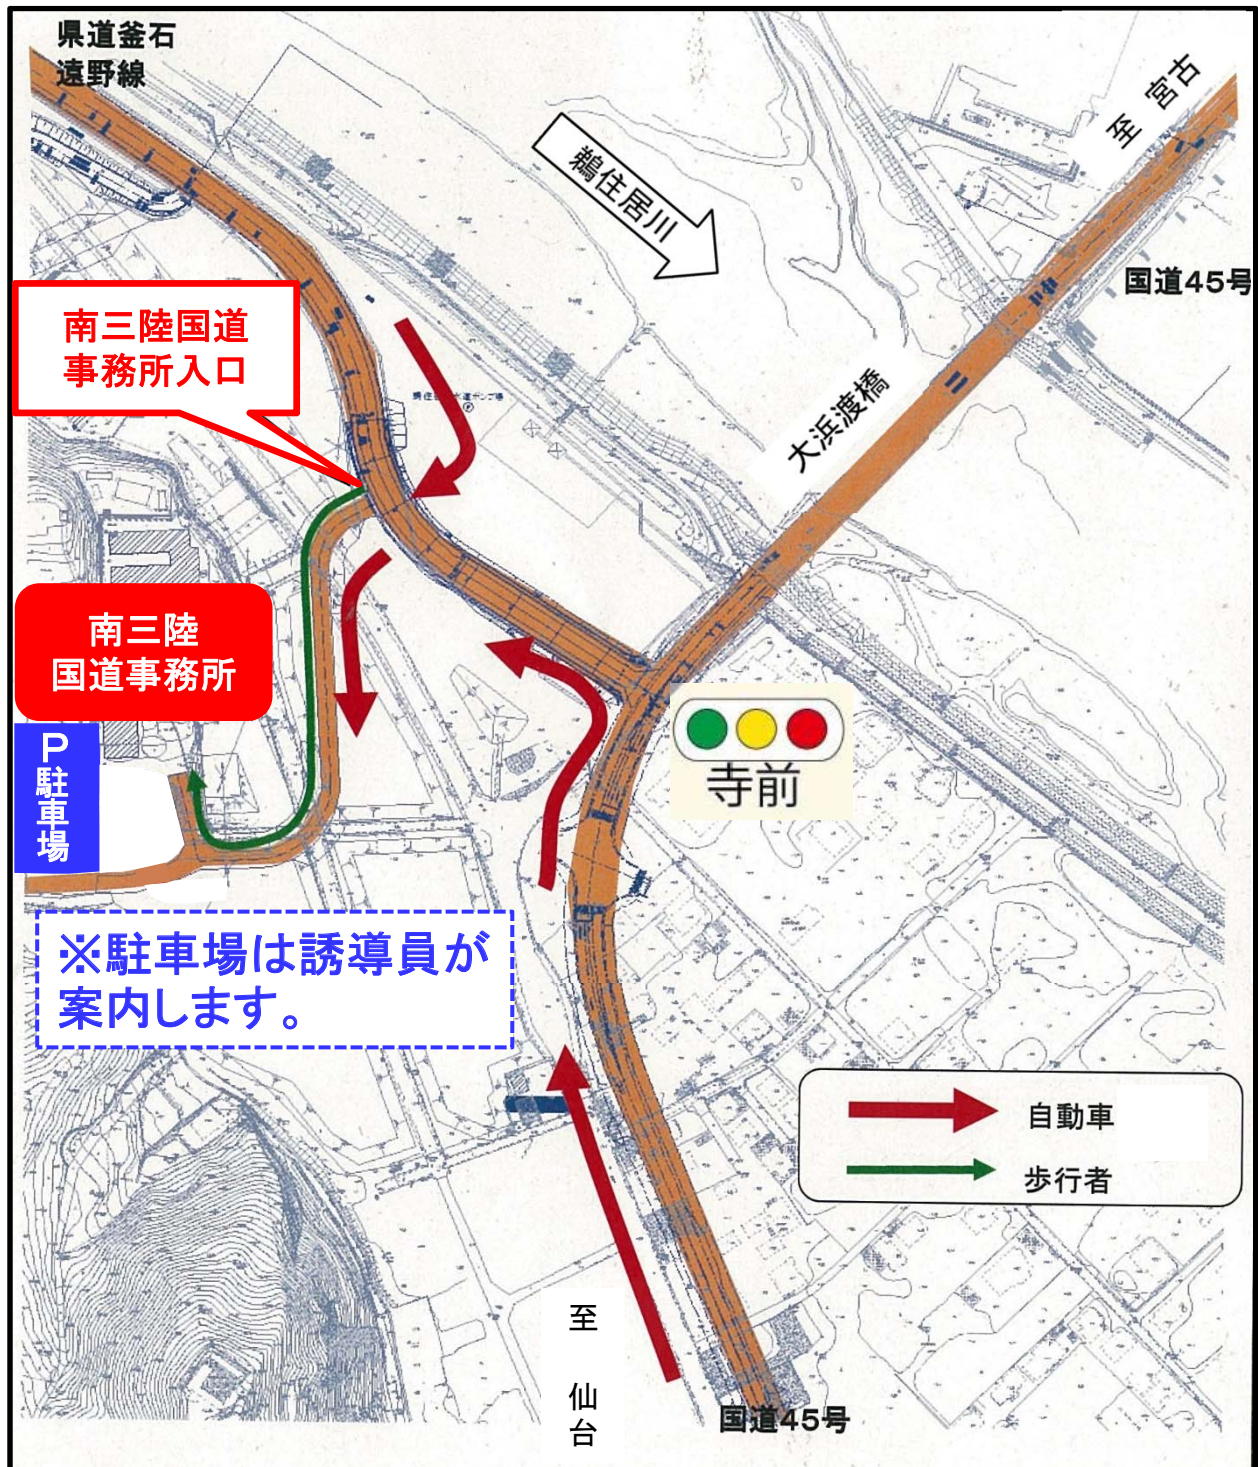 県道釜石
遠野線
至 宮古
鵜住居川
国道45号
南三陸国道
事務所入口
大浜渡橋
南三陸
国道事務所
寺前
P
駐車場
※駐車場は誘導員が
案内します。
自動車
歩行者
至 仙台
国道45号